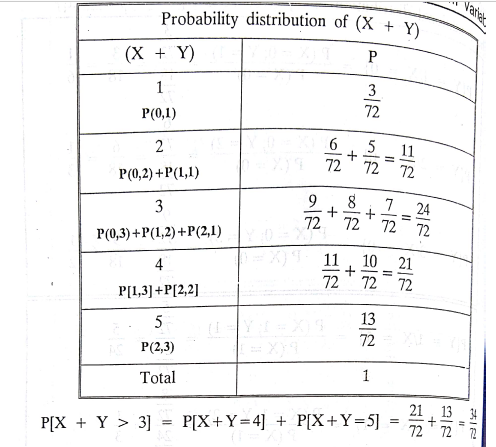 Probability distribution of (X + Y)
(X + Y) P
1 3/72
P(0,1)
2 6/72 + 5/72 = 11/72
P(0,2)+P(1,1)
3 9/72 + 8/72 + 7/72 = 24/72
P(0,3)+P(1,2)+P(2,1)
4 11/72 + 10/72 = 21/72
P[1,3]+P[2,2]
5 13/72
P(2,3)
Total 1
P[X + Y > 3] = P[X+Y=4] + P[X+Y=5] = 21/72 + 13/72 = 34/72